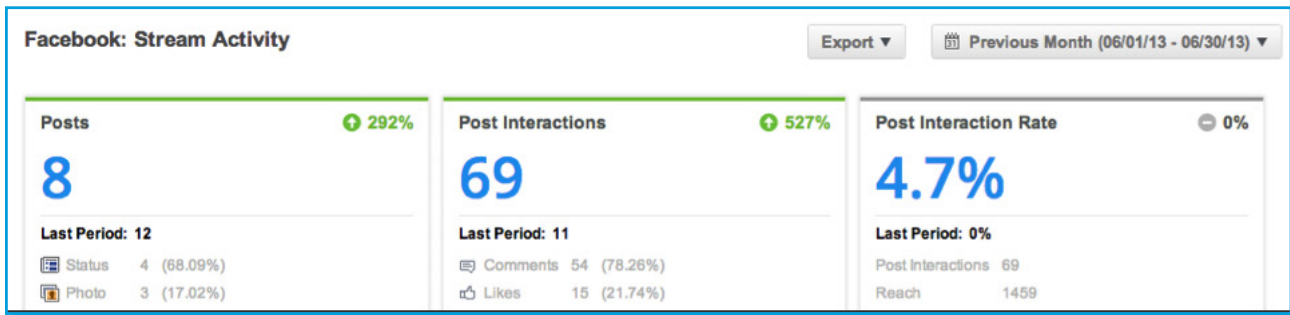 Facebook: Stream Activity
Export ▼
31 Previous Month (06/01/13 - 06/30/13) ▼
Posts 292%
8
Last Period: 12
Status 4 (68.09%)
Photo 3 (17.02%)
Post Interactions 527%
69
Last Period: 11
Comments 54 (78.26%)
Likes 15 (21.74%)
Post Interaction Rate 0%
4.7%
Last Period: 0%
Post Interactions 69
Reach 1459